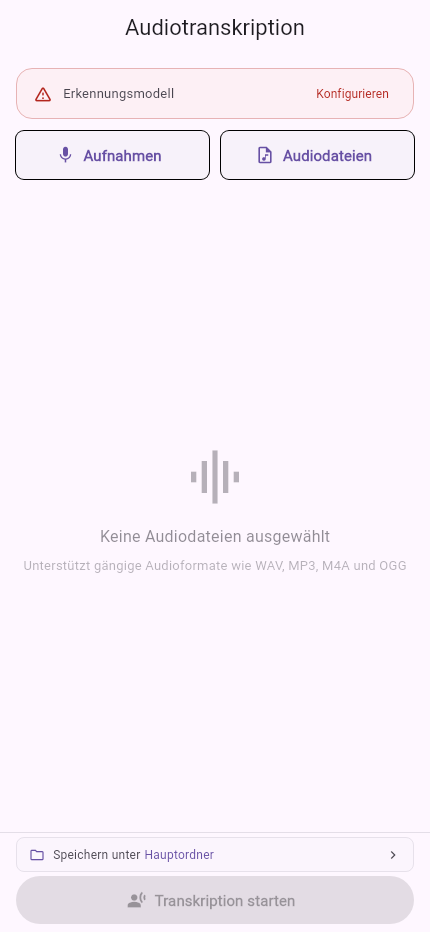 Audiotranskription
Erkennungsmodell Konfigurieren
Aufnahmen Audiodateien
Keine Audiodateien ausgewählt
Unterstützt gängige Audioformate wie WAV, MP3, M4A und OGG
Speichern unter Hauptordner
Transkription starten